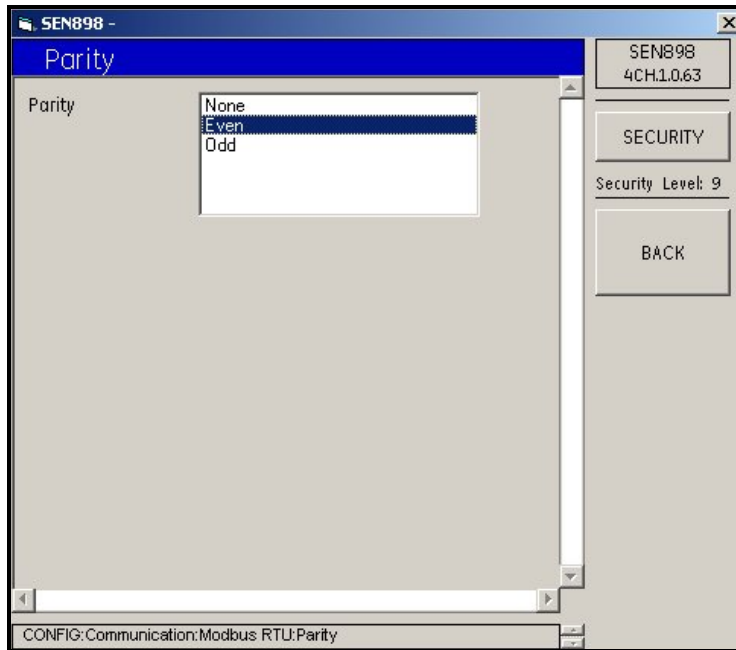 SEN898 -
Parity
SEN898
4CH.1.0.63
Parity
None
Even
Odd
SECURITY
Security Level: 9
BACK
CONFIG:Communication:Modbus RTU:Parity